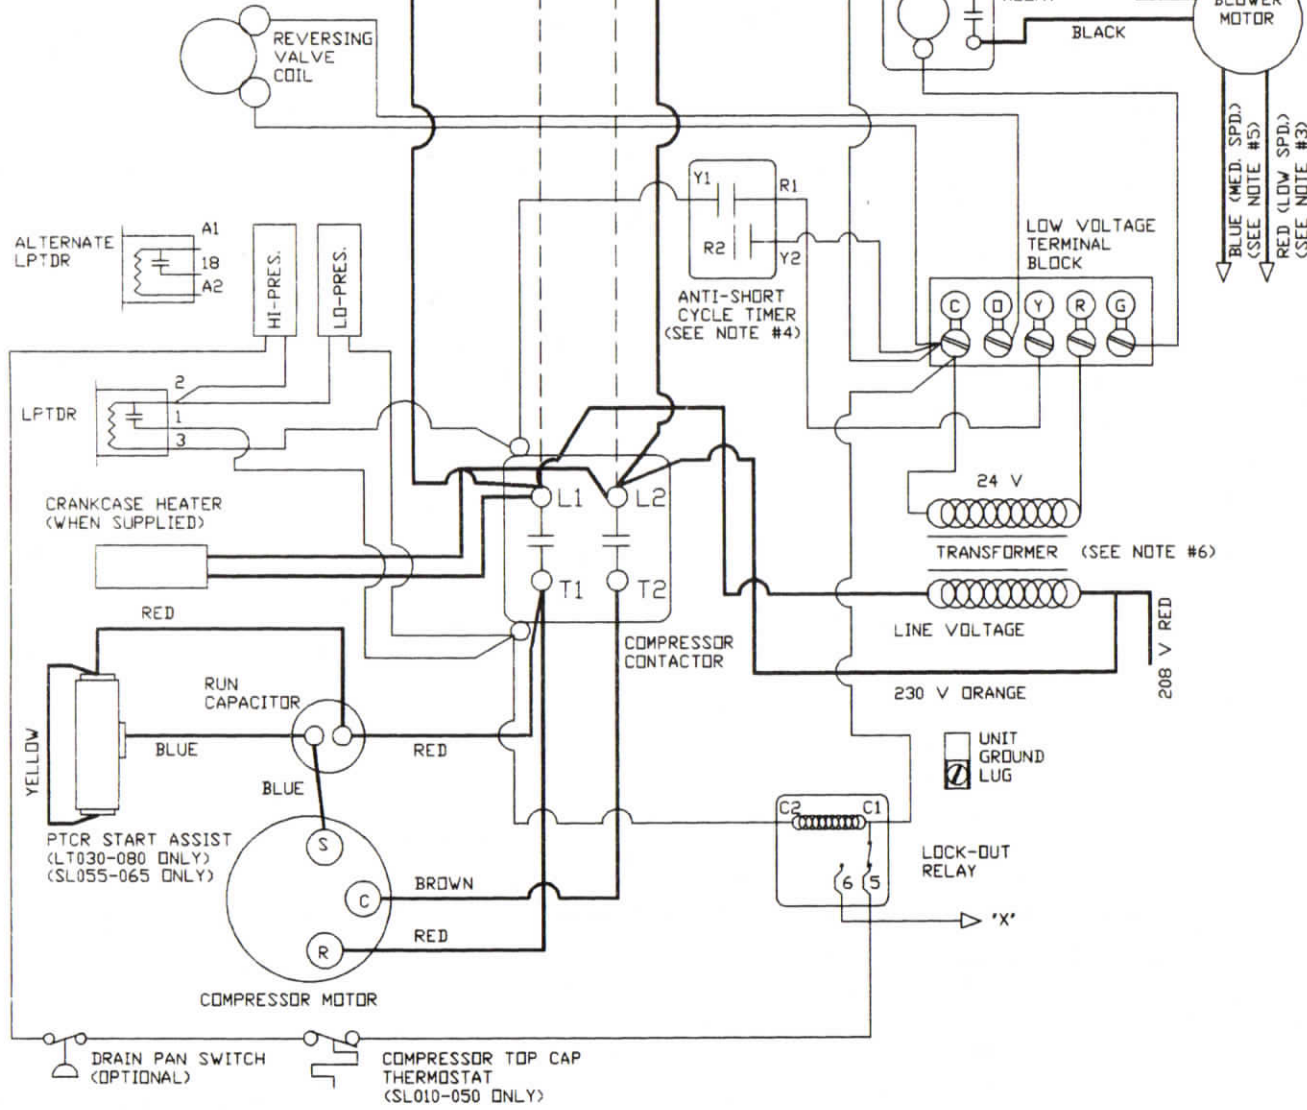 BLOWER
MOTOR
BLACK
REVERSING
VALVE
COIL
BLUE (MED. SPD.)
(SEE NOTE #5)
RED (LOW SPD.)
(SEE NOTE #3)
Y1
R1
R2
Y2
ANTI-SHORT
CYCLE TIMER
(SEE NOTE #4)
LOW VOLTAGE
TERMINAL
BLOCK
C O Y R G
ALTERNATE
LPTDR
A1
18
A2
HI-PRES.
LO-PRES.
LPTDR
2
1
3
24 V
TRANSFORMER (SEE NOTE #6)
LINE VOLTAGE
230 V ORANGE
208 V RED
CRANKCASE HEATER
(WHEN SUPPLIED)
L1
L2
T1
T2
COMPRESSOR
CONTACTOR
RED
RUN
CAPACITOR
YELLOW
BLUE
RED
BLUE
PTCR START ASSIST
(LT030-080 ONLY)
(SL055-065 ONLY)
S
C
R
BROWN
RED
COMPRESSOR MOTOR
UNIT
GROUND
LUG
C2
C1
6
5
LOCK-OUT
RELAY
"X"
DRAIN PAN SWITCH
(OPTIONAL)
COMPRESSOR TOP CAP
THERMOSTAT
(SL010-050 ONLY)